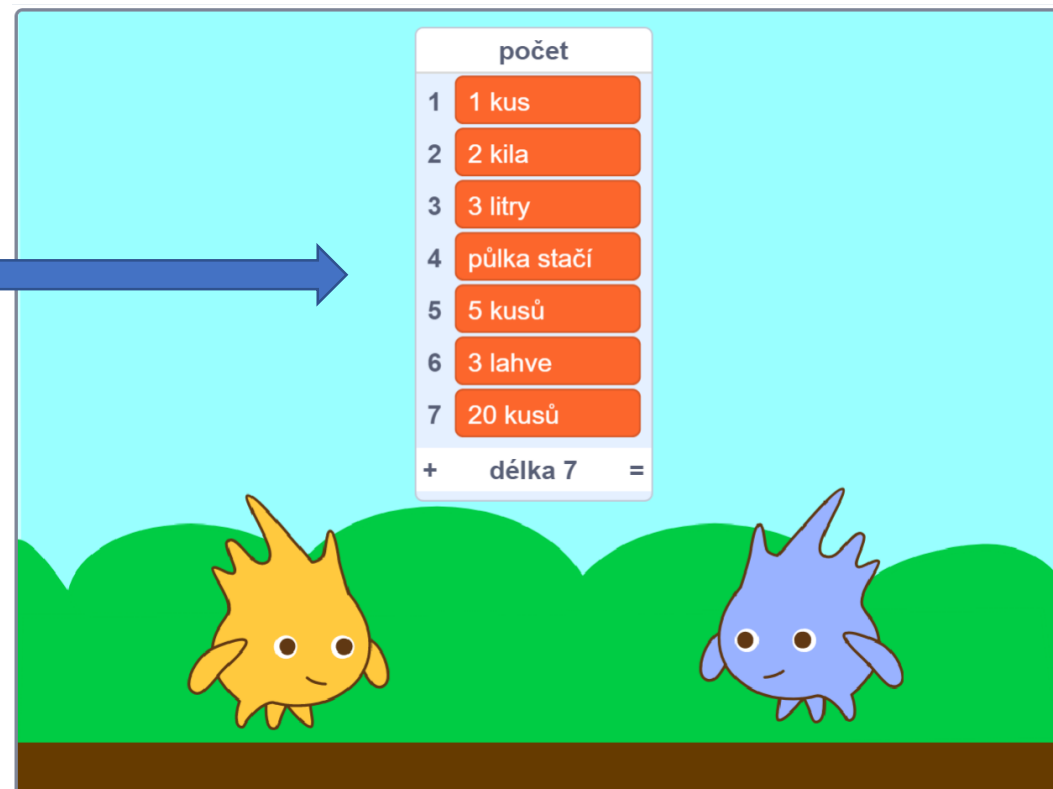 počet
1 1 kus
2 2 kila
3 3 litry
4 půlka stačí
5 5 kusů
6 3 lahve
7 20 kusů
+ délka 7 =